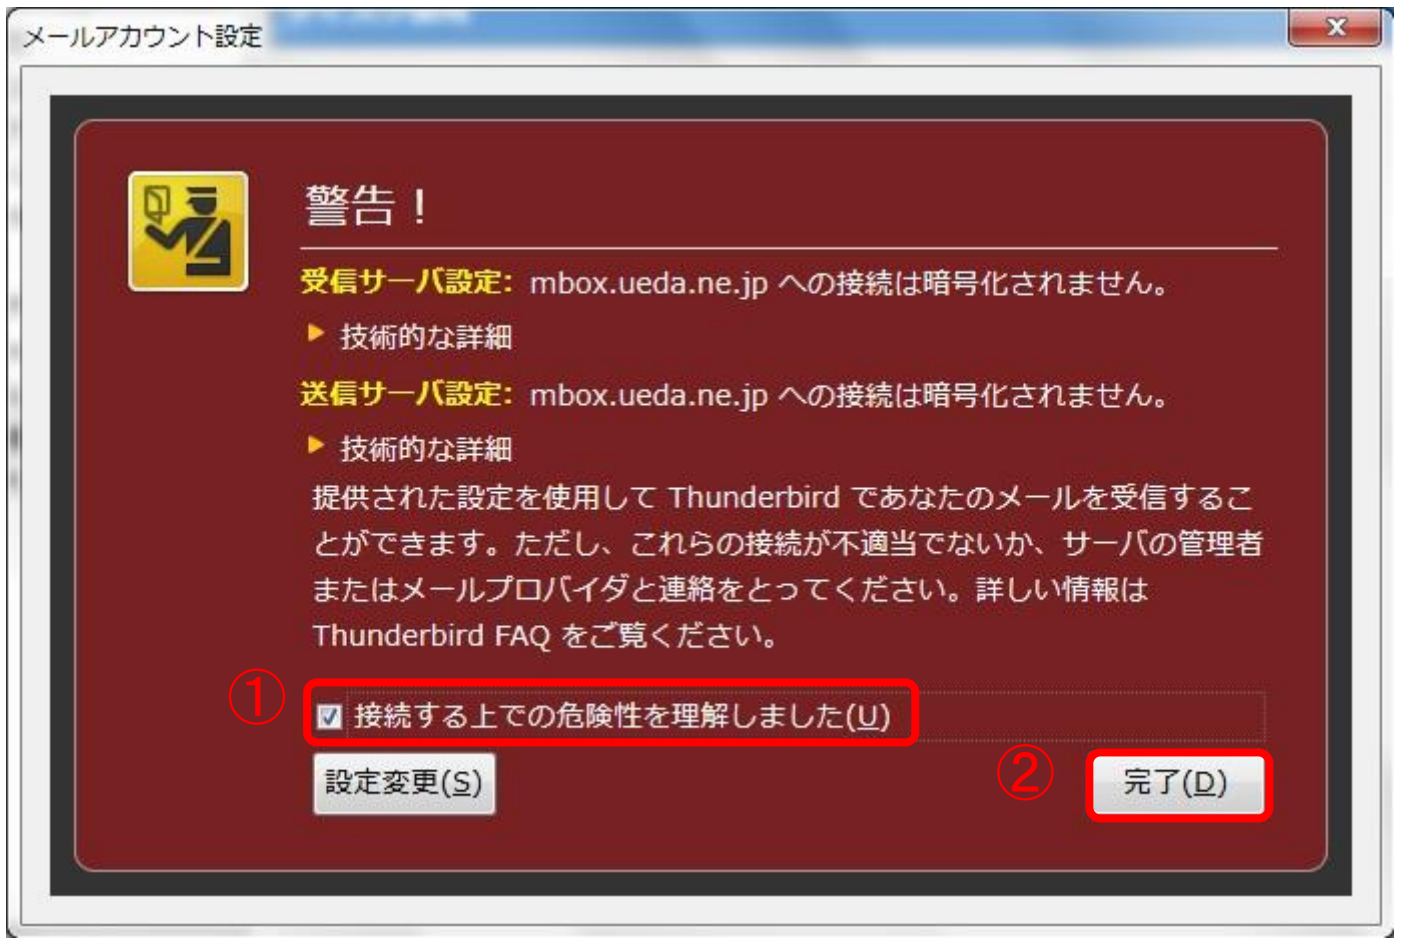 メールアカウント設定
警告！
受信サーバ設定: mbox.ueda.ne.jp への接続は暗号化されません。
技術的な詳細
送信サーバ設定: mbox.ueda.ne.jp への接続は暗号化されません。
技術的な詳細
提供された設定を使用して Thunderbird であなたのメールを受信するこ
とができます。ただし、これらの接続が不適当でないか、サーバの管理者
またはメールプロバイダと連絡をとってください。詳しい情報は
Thunderbird FAQ をご覧ください。
① 接続する上での危険性を理解しました(U)
設定変更(S) ② 完了(D)